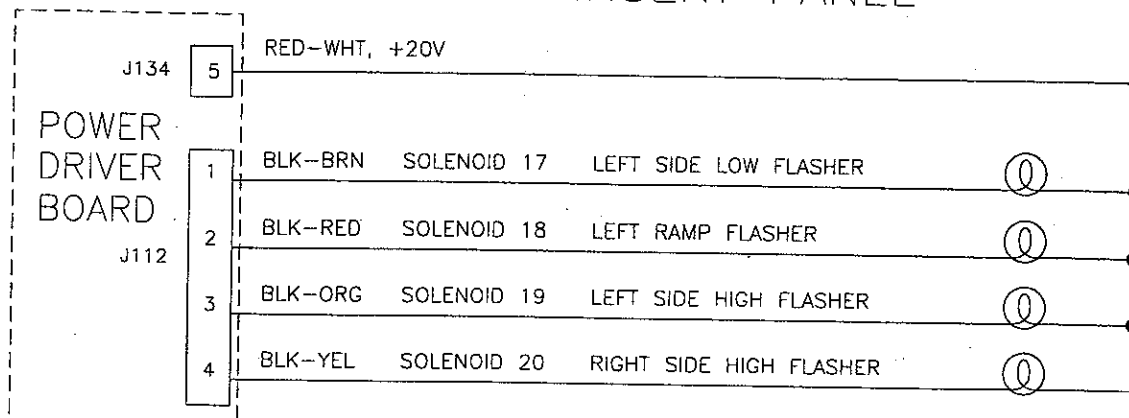 PANEL
RED-WHT, +20V
J134 5
POWER
DRIVER
BOARD
J112
1 BLK-BRN SOLENOID 17 LEFT SIDE LOW FLASHER
2 BLK-RED SOLENOID 18 LEFT RAMP FLASHER
3 BLK-ORG SOLENOID 19 LEFT SIDE HIGH FLASHER
4 BLK-YEL SOLENOID 20 RIGHT SIDE HIGH FLASHER